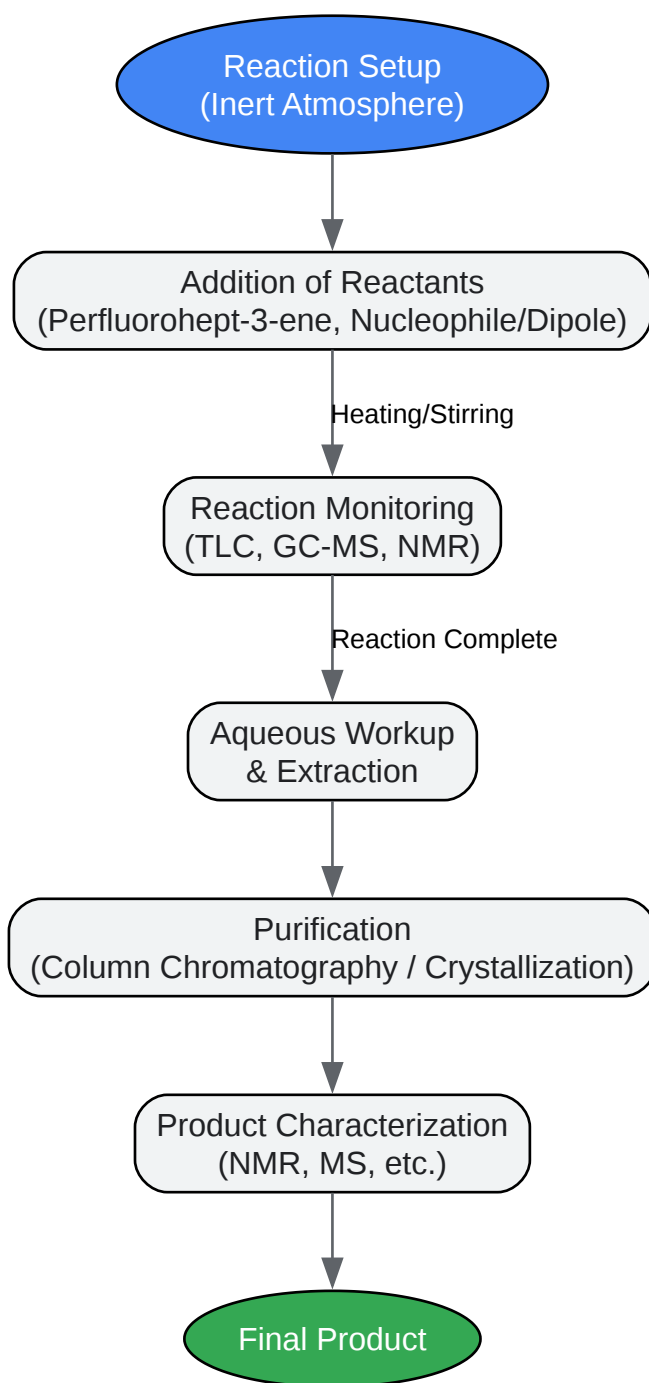 Reaction Setup
(Inert Atmosphere)
Addition of Reactants
(Perfluorohept-3-ene, Nucleophile/Dipole)
Heating/Stirring
Reaction Monitoring
(TLC, GC-MS, NMR)
Reaction Complete
Aqueous Workup
& Extraction
Purification
(Column Chromatography / Crystallization)
Product Characterization
(NMR, MS, etc.)
Final Product